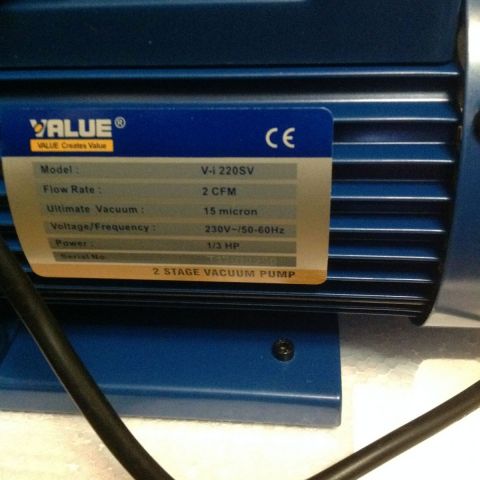 VALUE®
VALUE Creates Value
CE
Model : V-i 220SV
Flow Rate : 2 CFM
Ultimate Vacuum : 15 micron
Voltage/Frequency : 230V~/50-60Hz
Power : 1/3 HP
Serial No.
2 STAGE VACUUM PUMP